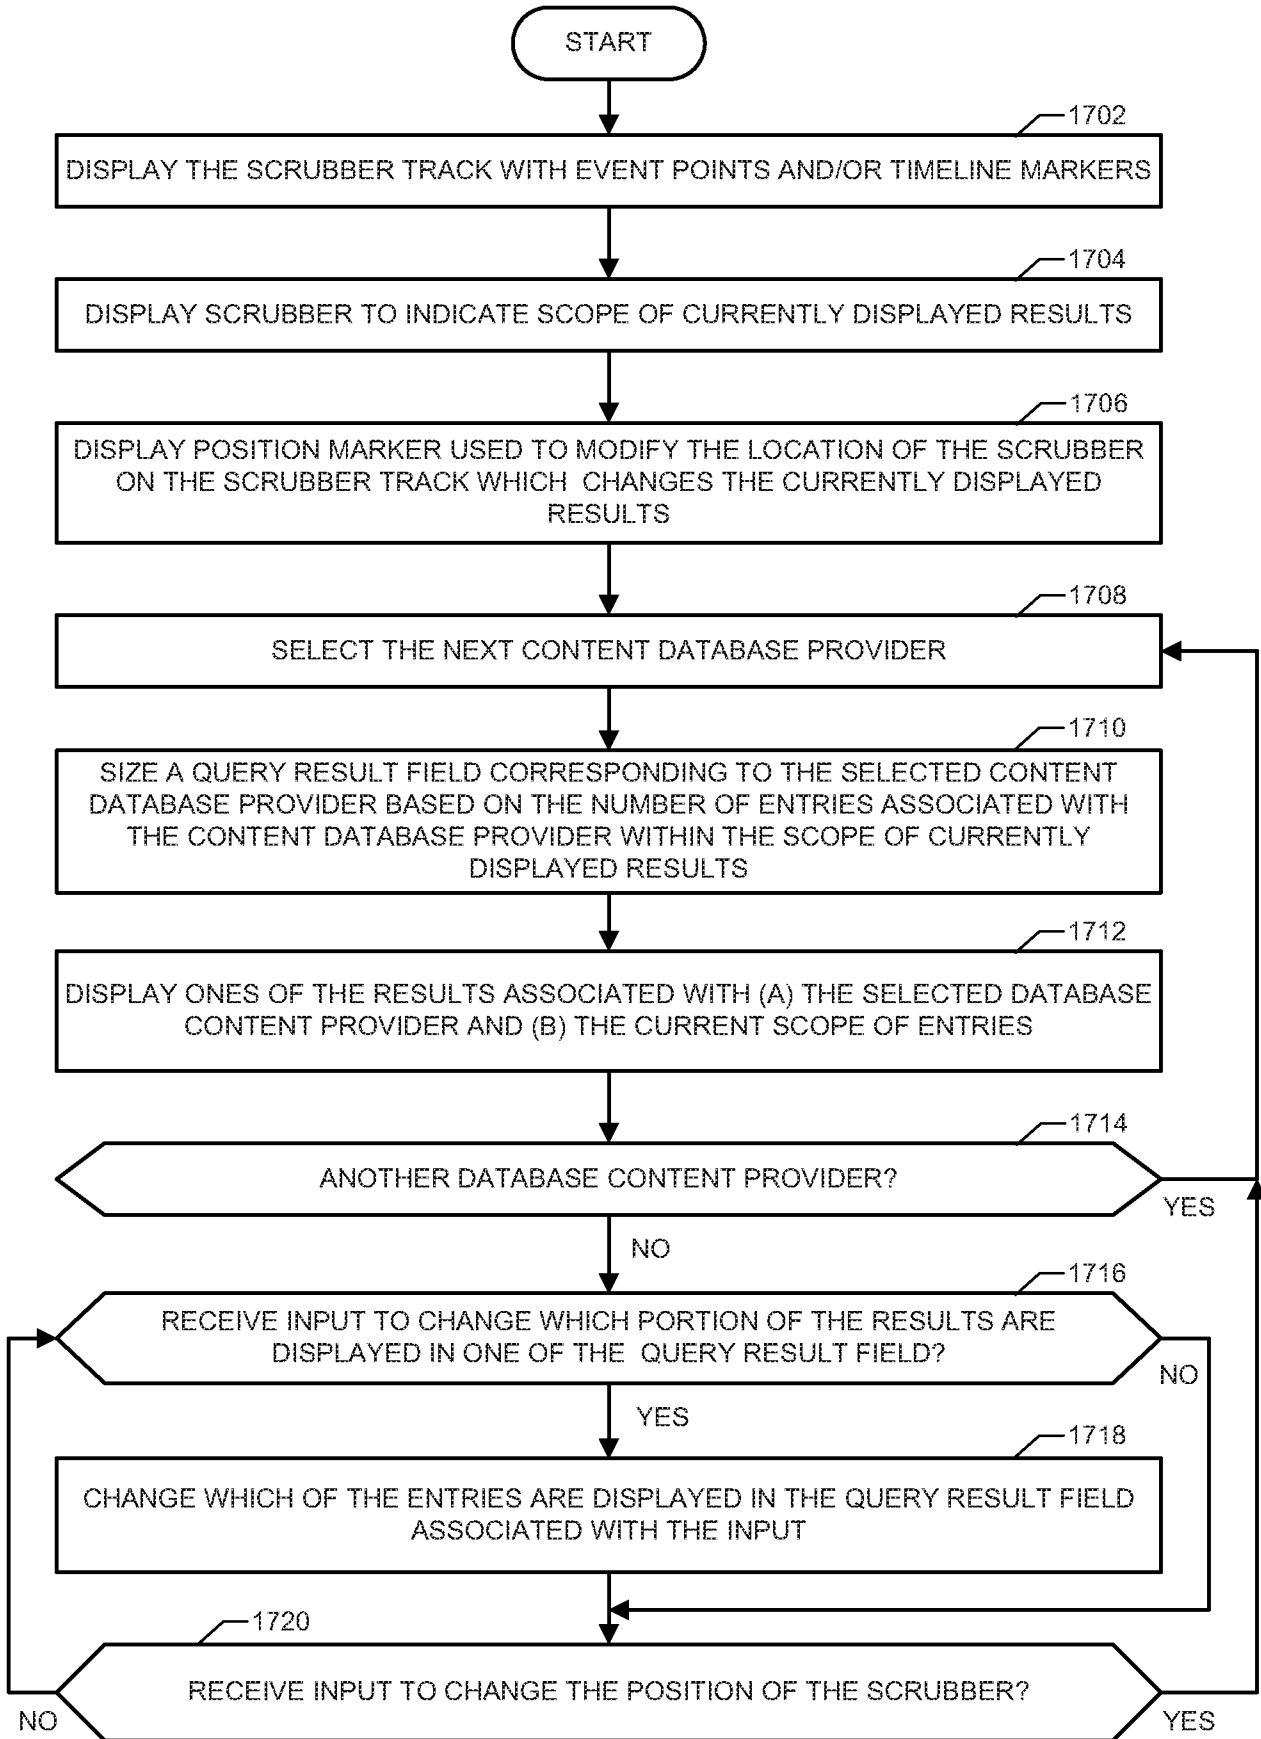 START
1702
DISPLAY THE SCRUBBER TRACK WITH EVENT POINTS AND/OR TIMELINE MARKERS
1704
DISPLAY SCRUBBER TO INDICATE SCOPE OF CURRENTLY DISPLAYED RESULTS
1706
DISPLAY POSITION MARKER USED TO MODIFY THE LOCATION OF THE SCRUBBER
ON THE SCRUBBER TRACK WHICH CHANGES THE CURRENTLY DISPLAYED
RESULTS
1708
SELECT THE NEXT CONTENT DATABASE PROVIDER
1710
SIZE A QUERY RESULT FIELD CORRESPONDING TO THE SELECTED CONTENT
DATABASE PROVIDER BASED ON THE NUMBER OF ENTRIES ASSOCIATED WITH
THE CONTENT DATABASE PROVIDER WITHIN THE SCOPE OF CURRENTLY
DISPLAYED RESULTS
1712
DISPLAY ONES OF THE RESULTS ASSOCIATED WITH (A) THE SELECTED DATABASE
CONTENT PROVIDER AND (B) THE CURRENT SCOPE OF ENTRIES
1714
ANOTHER DATABASE CONTENT PROVIDER?
YES
NO
1716
RECEIVE INPUT TO CHANGE WHICH PORTION OF THE RESULTS ARE
DISPLAYED IN ONE OF THE QUERY RESULT FIELD?
NO
YES
1718
CHANGE WHICH OF THE ENTRIES ARE DISPLAYED IN THE QUERY RESULT FIELD
ASSOCIATED WITH THE INPUT
1720
RECEIVE INPUT TO CHANGE THE POSITION OF THE SCRUBBER?
NO
YES